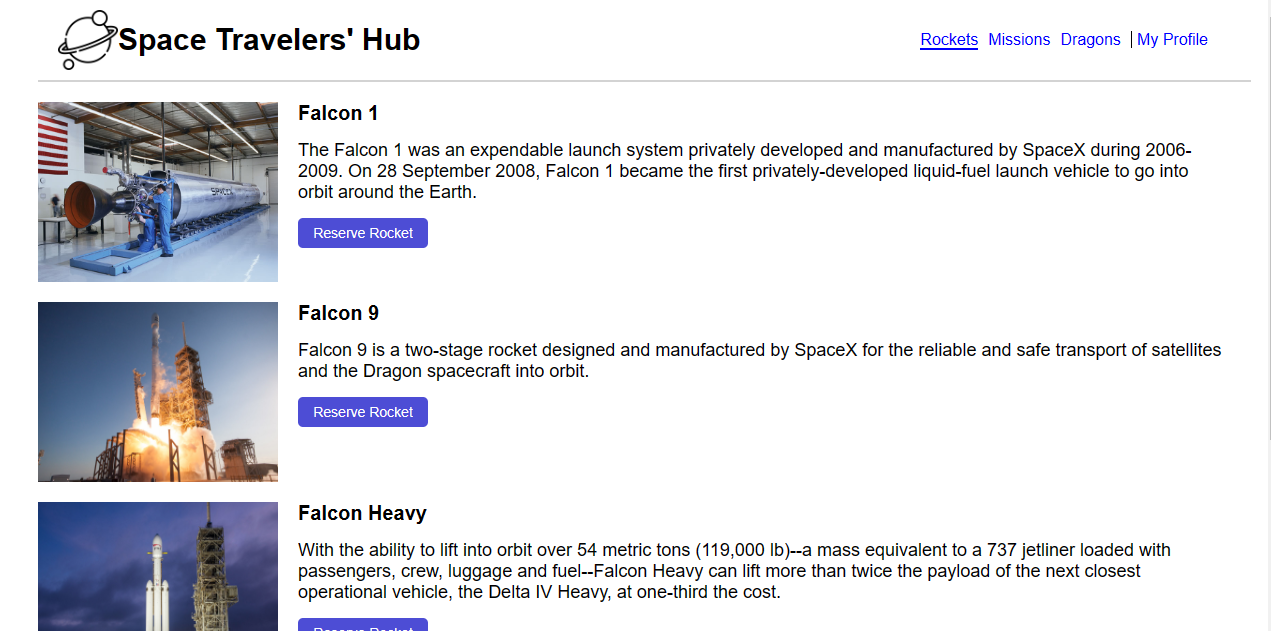 Space Travelers' Hub
Rockets Missions Dragons | My Profile
Falcon 1
The Falcon 1 was an expendable launch system privately developed and manufactured by SpaceX during 2006-
2009. On 28 September 2008, Falcon 1 became the first privately-developed liquid-fuel launch vehicle to go into
orbit around the Earth.
Reserve Rocket
Falcon 9
Falcon 9 is a two-stage rocket designed and manufactured by SpaceX for the reliable and safe transport of satellites
and the Dragon spacecraft into orbit.
Reserve Rocket
Falcon Heavy
With the ability to lift into orbit over 54 metric tons (119,000 lb)--a mass equivalent to a 737 jetliner loaded with
passengers, crew, luggage and fuel--Falcon Heavy can lift more than twice the payload of the next closest
operational vehicle, the Delta IV Heavy, at one-third the cost.
Reserve Rocket